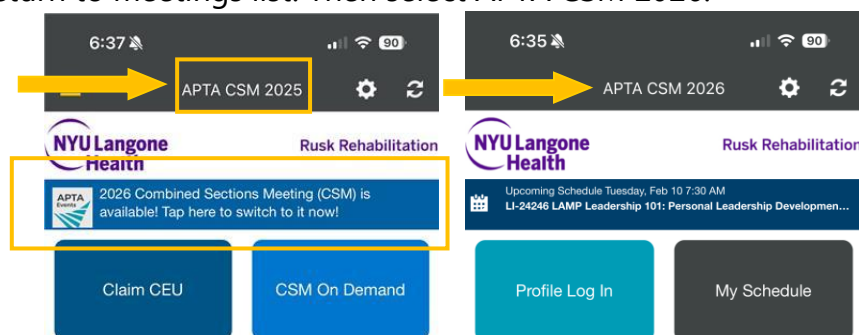 eturn to meetings list. Then select APTA CSM 2026.
6:37
90
APTA CSM 2025
NYU Langone
Health
Rusk Rehabilitation
APTA
Events
2026 Combined Sections Meeting (CSM) is
available! Tap here to switch to it now!
Claim CEU
CSM On Demand
6:35
90
APTA CSM 2026
NYU Langone
Health
Rusk Rehabilitation
Upcoming Schedule Tuesday, Feb 10 7:30 AM
LI-24246 LAMP Leadership 101: Personal Leadership Developmen...
Profile Log In
My Schedule